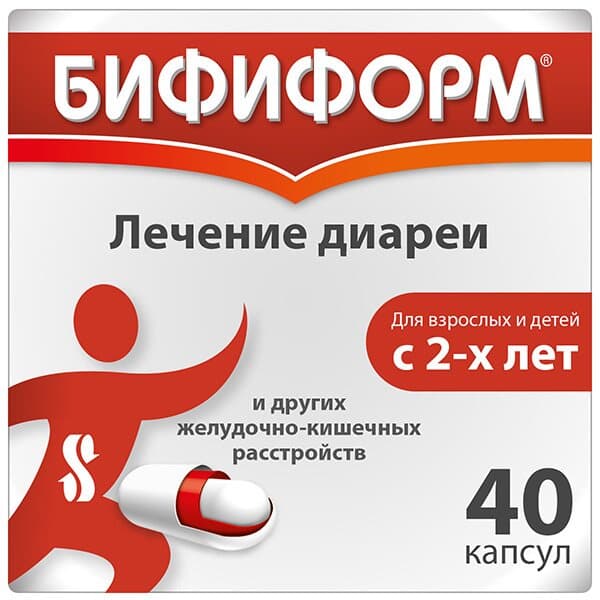 БИФИФОРМ®
Лечение диареи
Для взрослых и детей
с 2-х лет
и других
желудочно-кишечных
расстройств
40
капсул